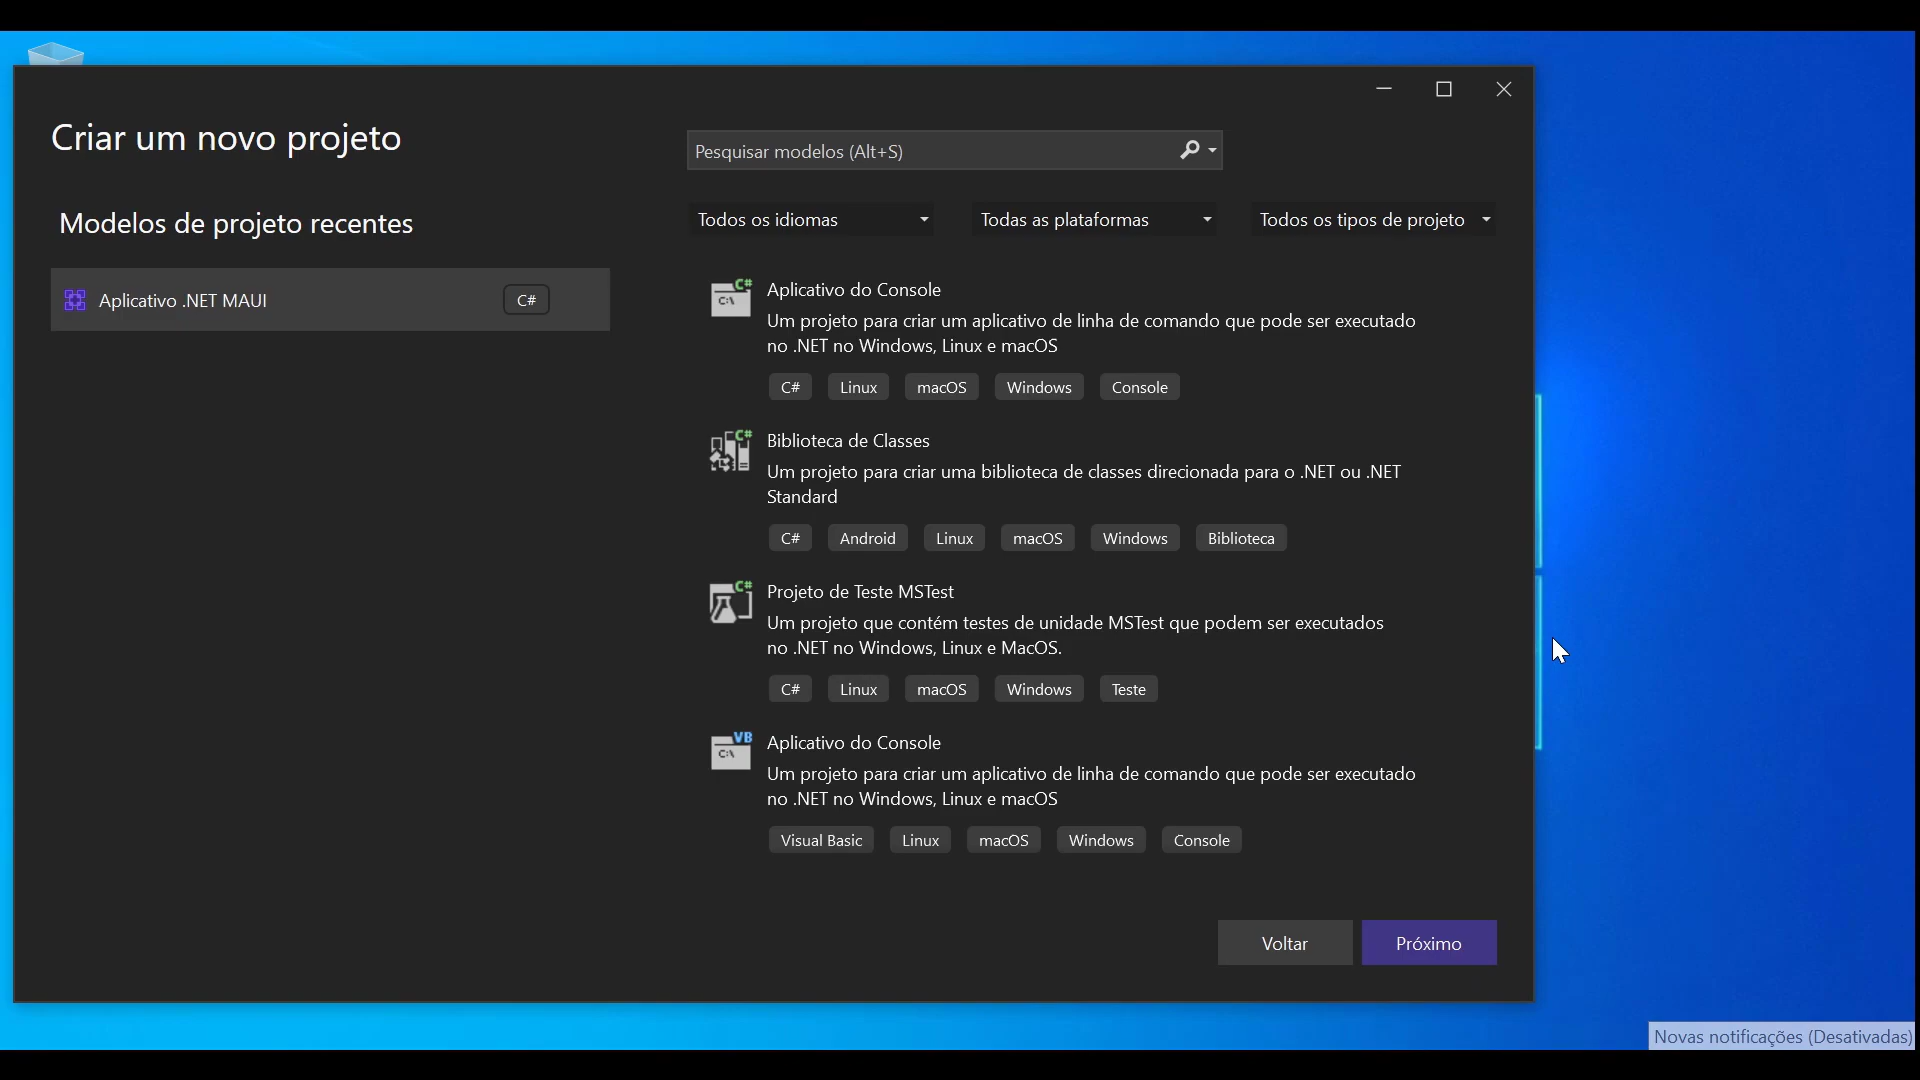 Criar um novo projeto
Pesquisar modelos (Alt+S)
Modelos de projeto recentes
Todos os idiomas
Todas as plataformas
Todos os tipos de projeto
Aplicativo .NET MAUI
C#
C#
C:\
Aplicativo do Console
Um projeto para criar um aplicativo de linha de comando que pode ser executado
no .NET no Windows, Linux e macOS
C#
Linux
macOS
Windows
Console
C#
Biblioteca de Classes
Um projeto para criar uma biblioteca de classes direcionada para o .NET ou .NET
Standard
C#
Android
Linux
macOS
Windows
Biblioteca
C#
Projeto de Teste MSTest
Um projeto que contém testes de unidade MSTest que podem ser executados
no .NET no Windows, Linux e MacOS.
C#
Linux
macOS
Windows
Teste
VB
C:\
Aplicativo do Console
Um projeto para criar um aplicativo de linha de comando que pode ser executado
no .NET no Windows, Linux e macOS
Visual Basic
Linux
macOS
Windows
Console
Voltar
Próximo
Novas notificações (Desativadas)